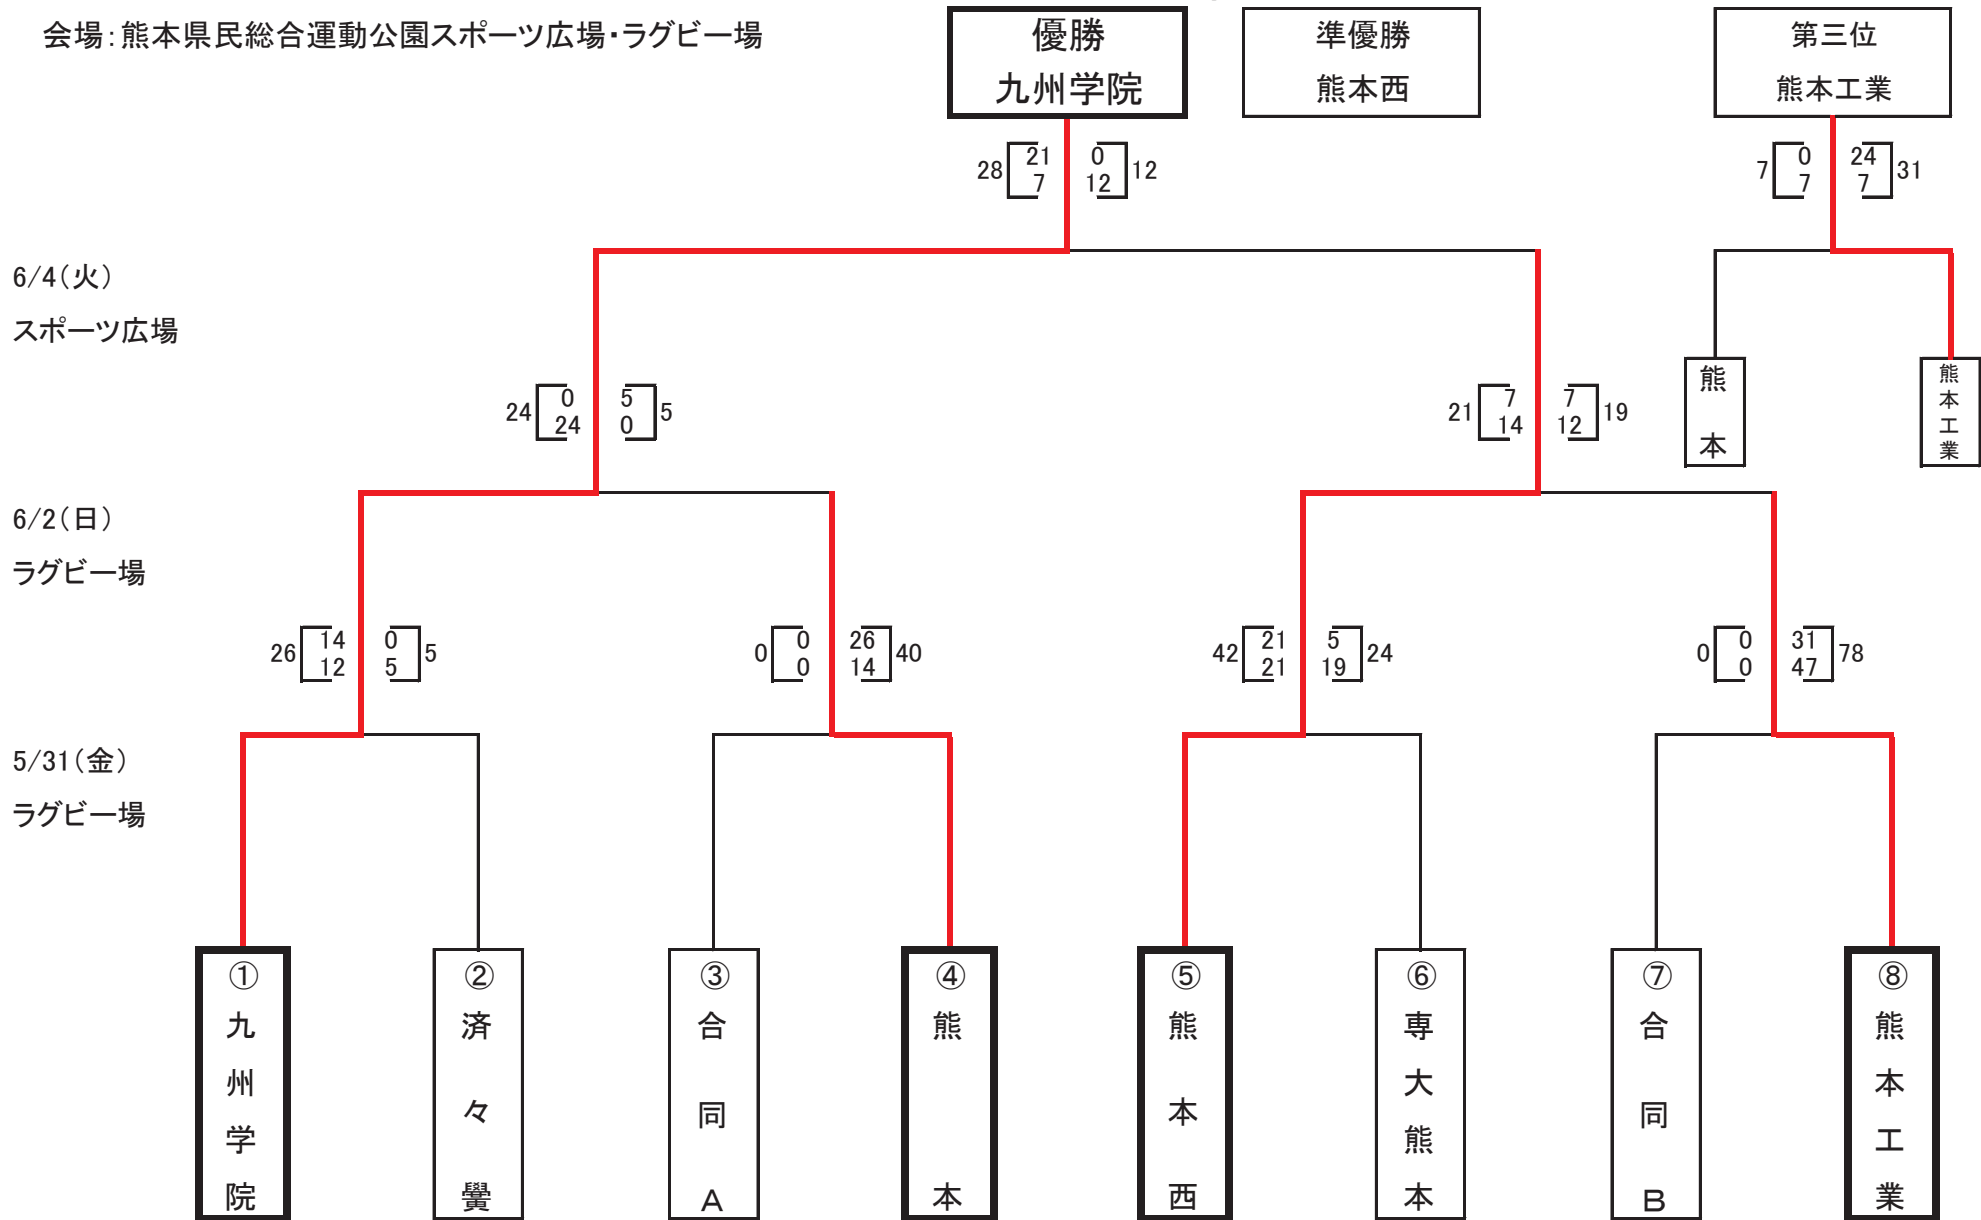 会場：熊本県民総合運動公園スポーツ広場・ラグビー場
優勝
九州学院
準優勝
熊本西
第三位
熊本工業
28 21 0 12
7 12
7 0 24 31
7 7
6/4（火）
スポーツ広場
熊本
熊本工業
24 0 5 5
24 0
21 7 7 19
14 12
6/2（日）
ラグビー場
26 14 0 5
12 5
0 0 26 40
0 14
42 21 5 24
21 19
0 0 31 78
0 47
5/31（金）
ラグビー場
①九州学院
②済々黌
③合同A
④熊本
⑤熊本西
⑥専大熊本
⑦合同B
⑧熊本工業